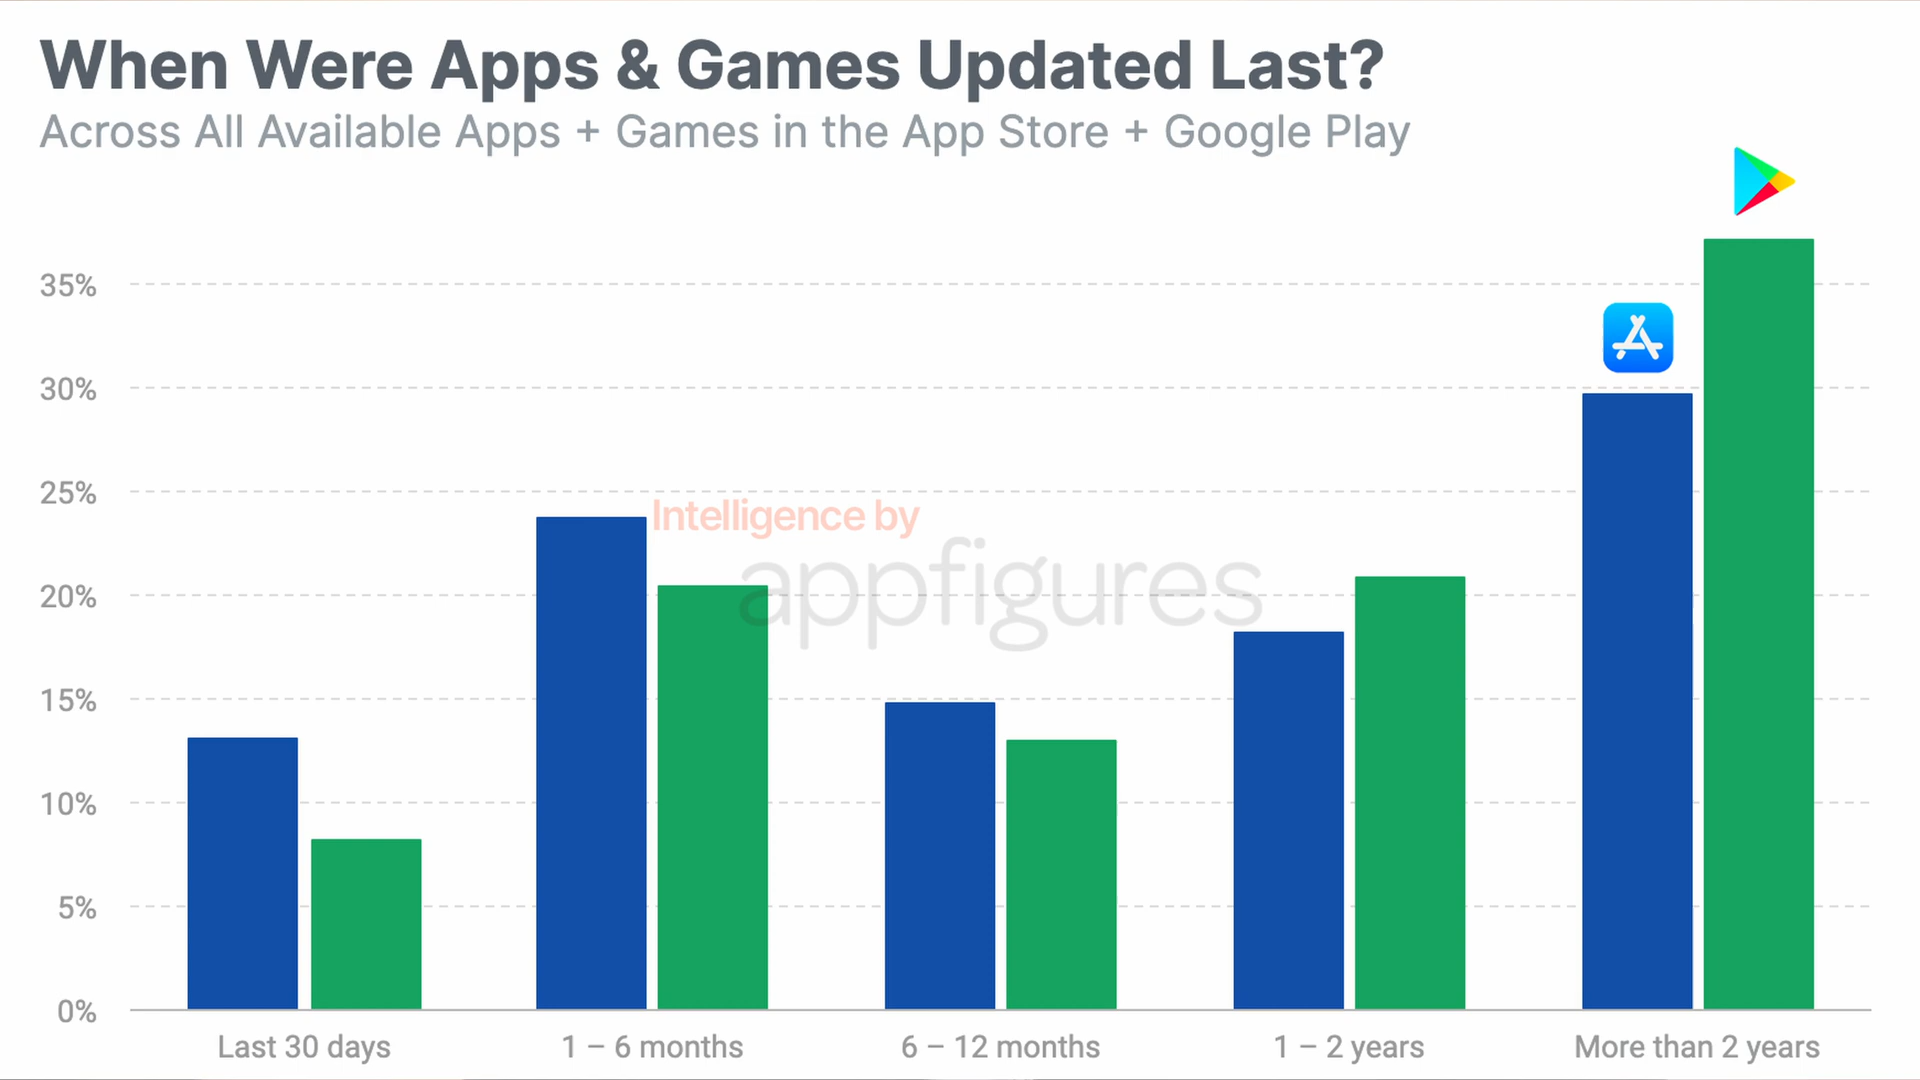 When Were Apps & Games Updated Last?
Across All Available Apps + Games in the App Store + Google Play
35%
30%
25%
Intelligence by
appfigures
20%
15%
10%
5%
0%
Last 30 days
1 – 6 months
6 – 12 months
1 – 2 years
More than 2 years